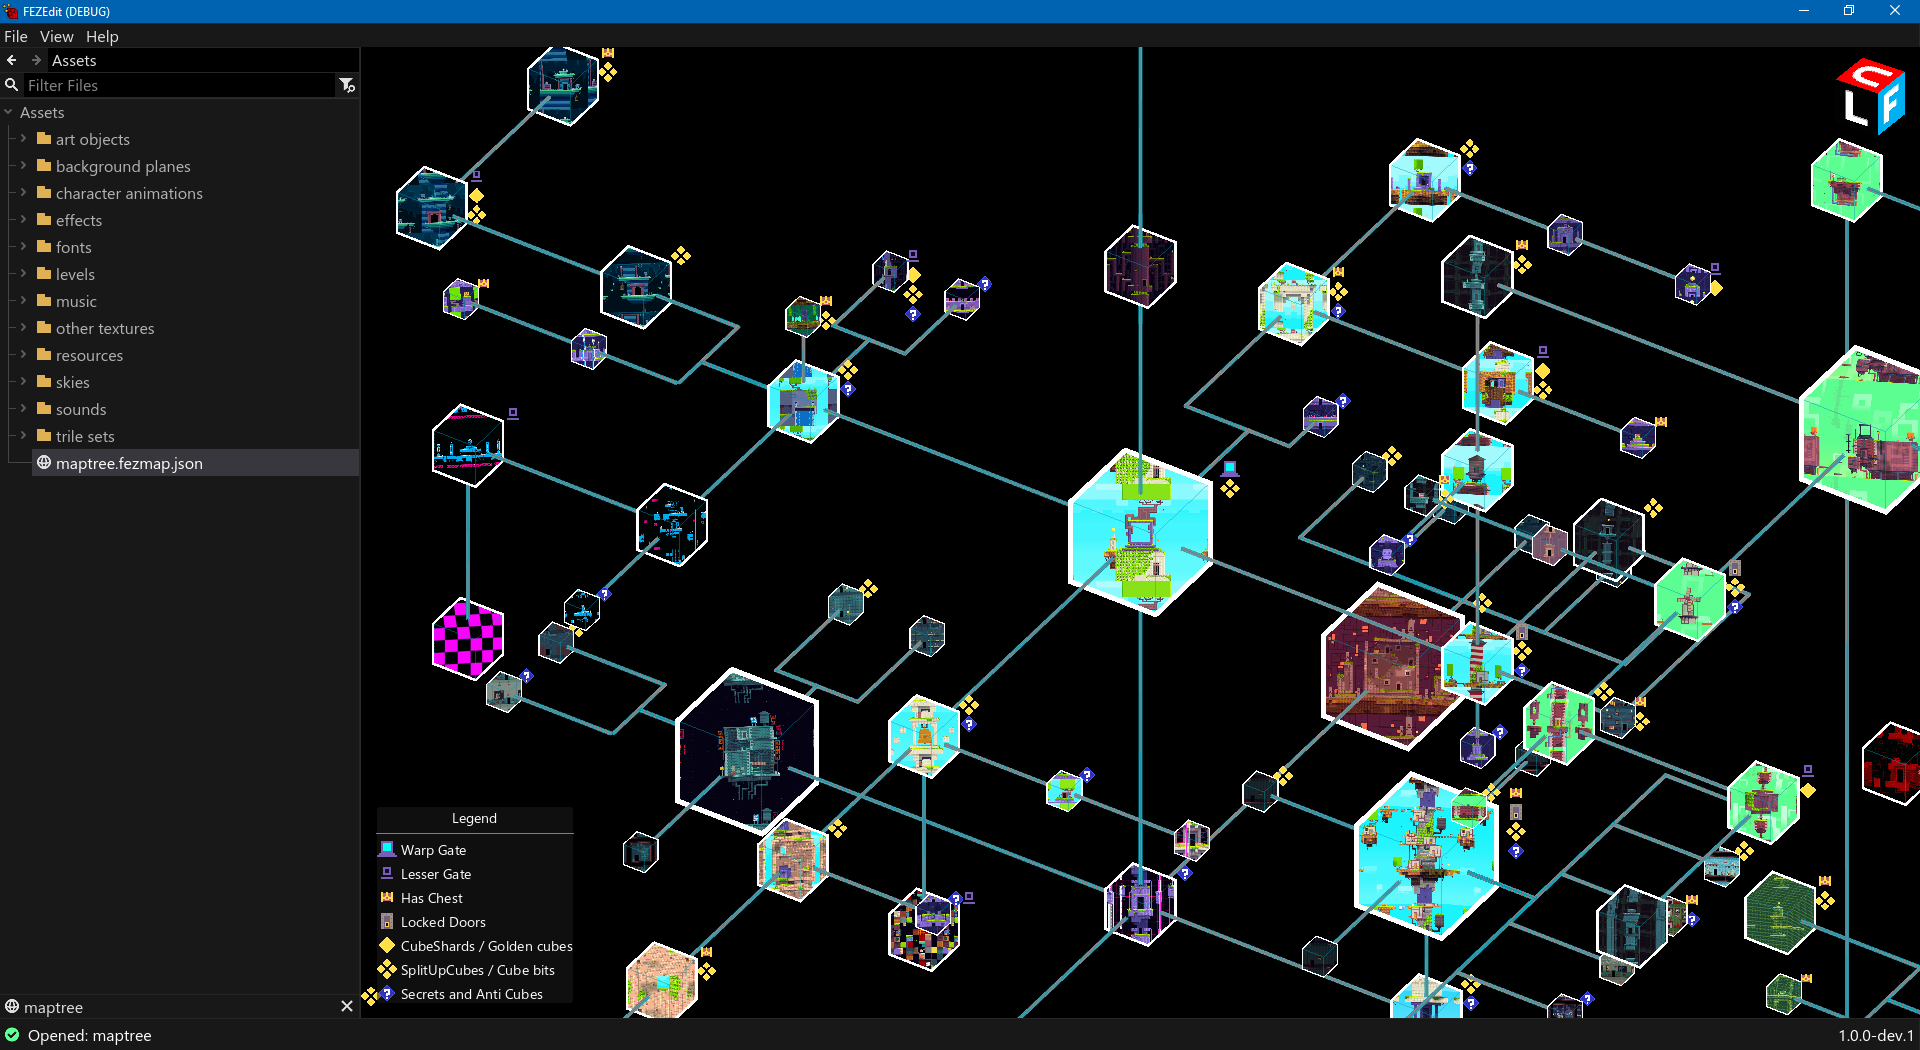 FEZEdit (DEBUG)
File View Help
Assets
Filter Files
Assets
art objects
background planes
character animations
effects
fonts
levels
music
other textures
resources
skies
sounds
trile sets
maptree.fezmap.json
L F
Legend
Warp Gate
Lesser Gate
Has Chest
Locked Doors
CubeShards / Golden cubes
SplitUpCubes / Cube bits
Secrets and Anti Cubes
maptree
Opened: maptree
1.0.0-dev.1